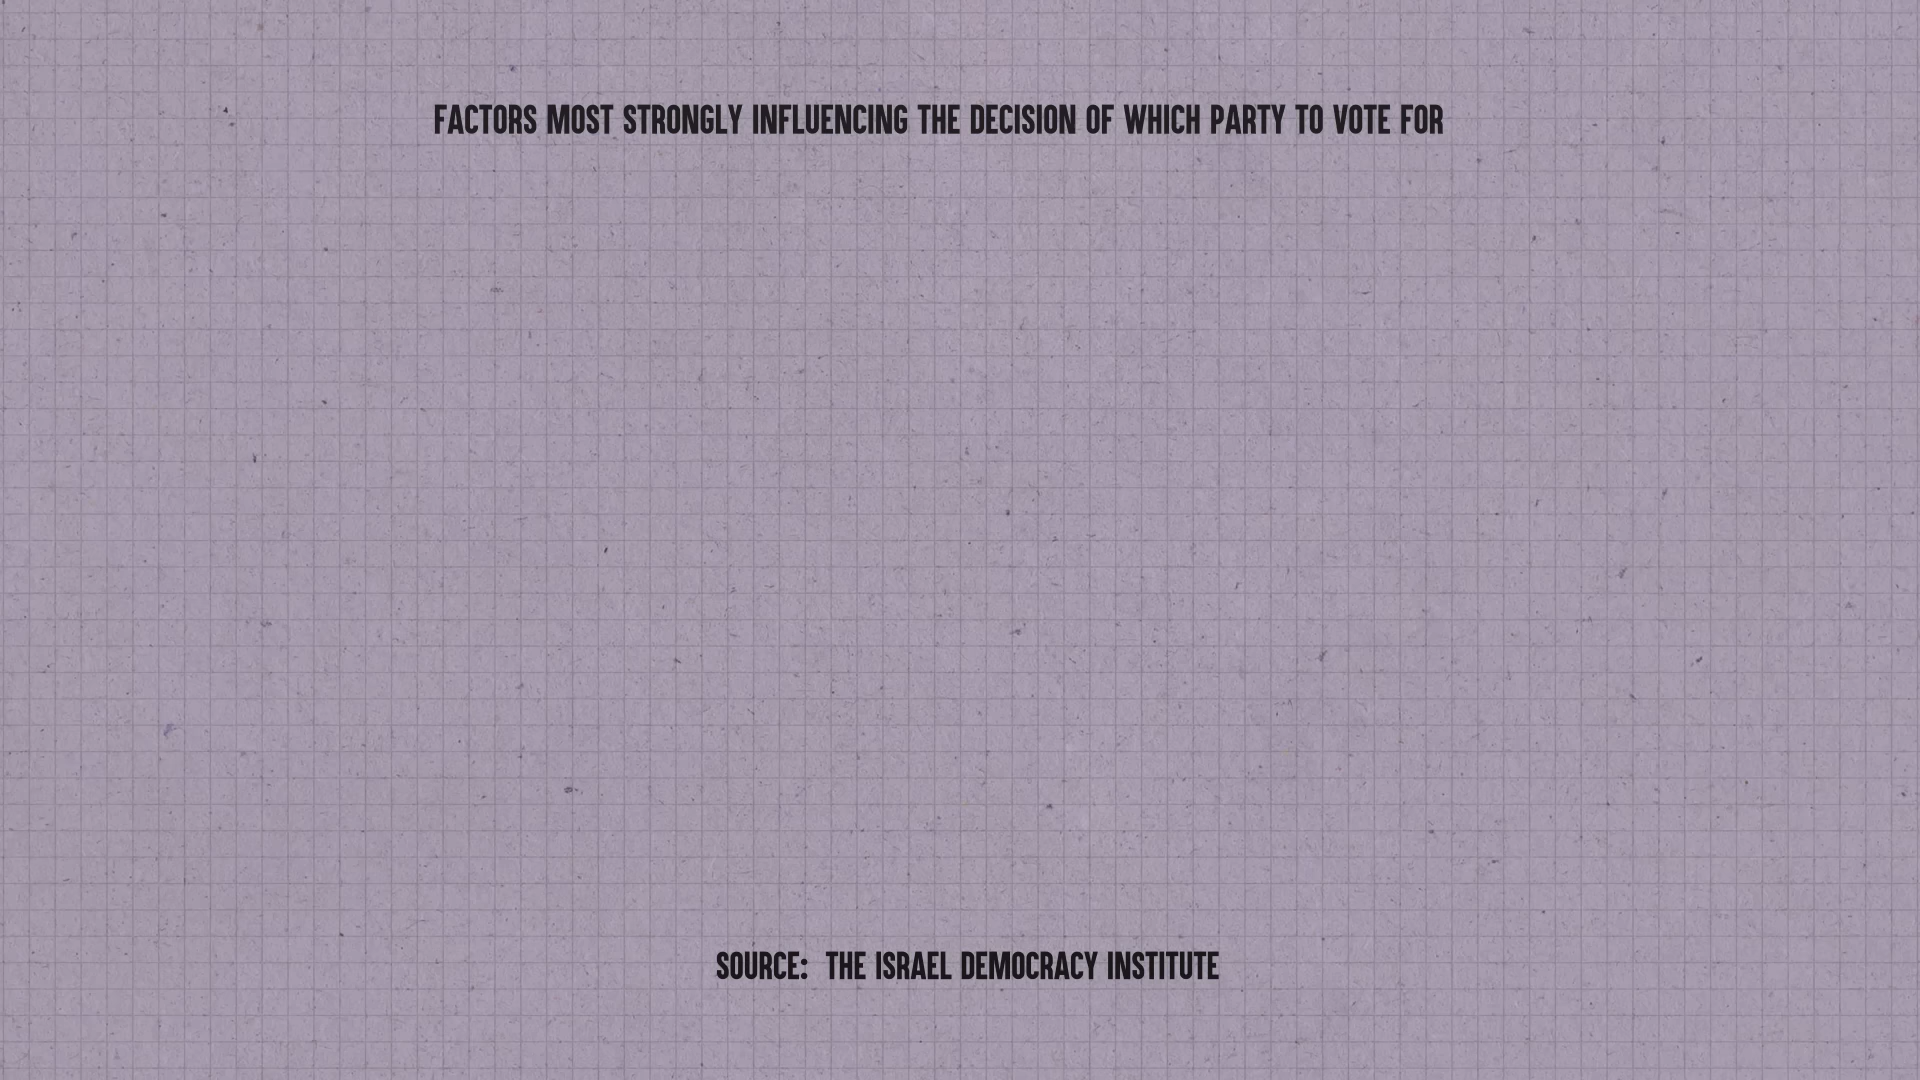 FACTORS MOST STRONGLY INFLUENCING THE DECISION OF WHICH PARTY TO VOTE FOR
SOURCE: THE ISRAEL DEMOCRACY INSTITUTE